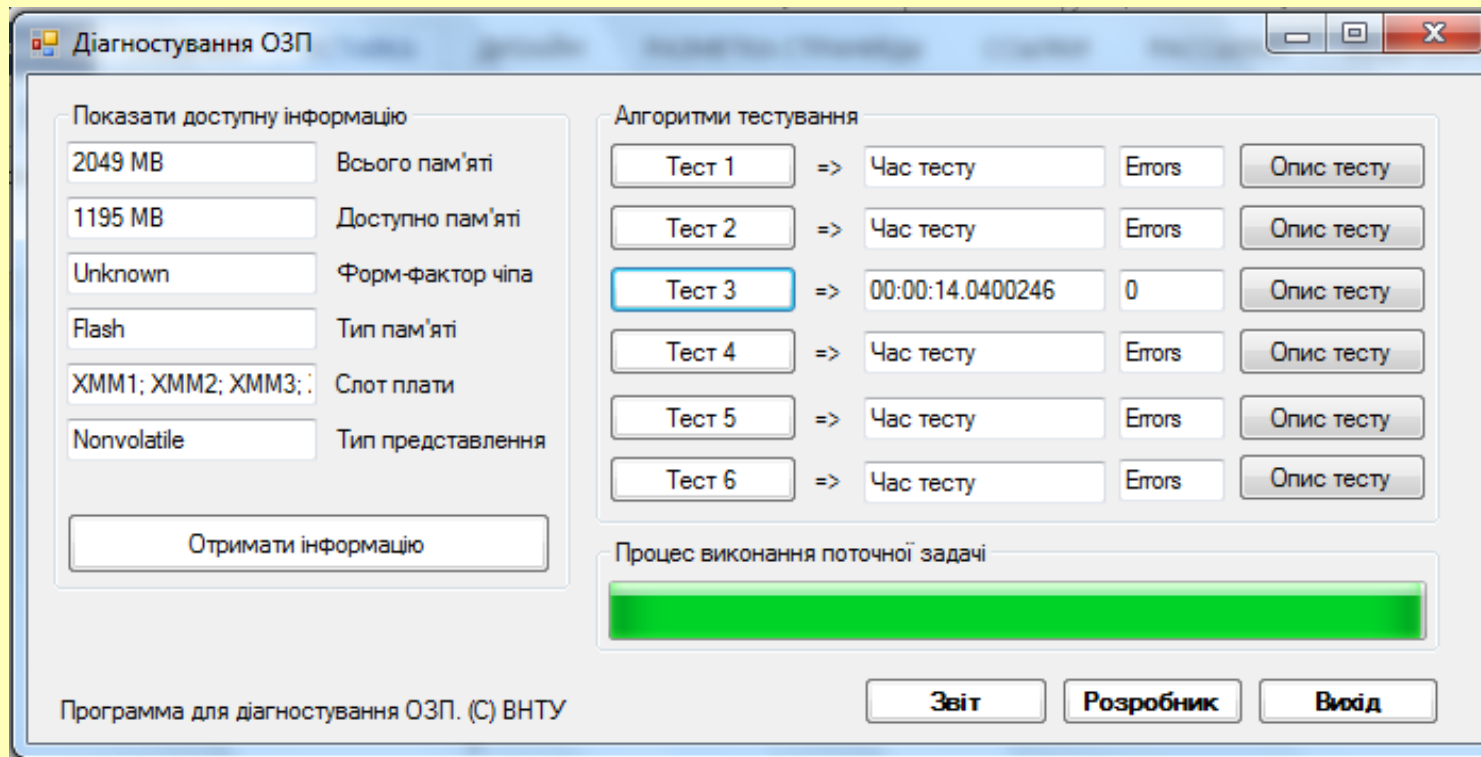 Діагностування ОЗП
Показати доступну інформацію
2049 MB Всього пам'яті
1195 MB Доступно пам'яті
Unknown Форм-фактор чіпа
Flash Тип пам'яті
XMM1; XMM2; XMM3; Слот плати
Nonvolatile Тип представлення
Отримати інформацію
Алгоритми тестування
Тест 1 => Час тесту Errors Опис тесту
Тест 2 => Час тесту Errors Опис тесту
Тест 3 => 00:00:14.0400246 0 Опис тесту
Тест 4 => Час тесту Errors Опис тесту
Тест 5 => Час тесту Errors Опис тесту
Тест 6 => Час тесту Errors Опис тесту
Процес виконання поточної задачі
Программа для діагностування ОЗП. (С) ВНТУ
Звіт Розробник Вихід